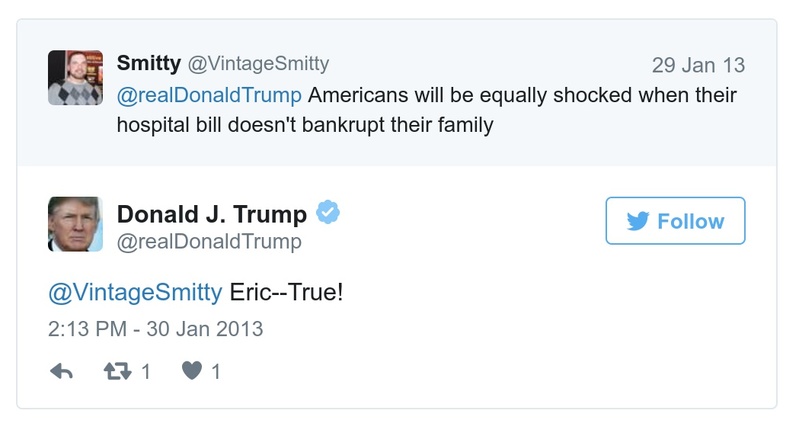 Smitty @VintageSmitty 29 Jan 13
@realDonaldTrump Americans will be equally shocked when their
hospital bill doesn't bankrupt their family
Donald J. Trump
@realDonaldTrump
Follow
@VintageSmitty Eric--True!
2:13 PM - 30 Jan 2013
1 1